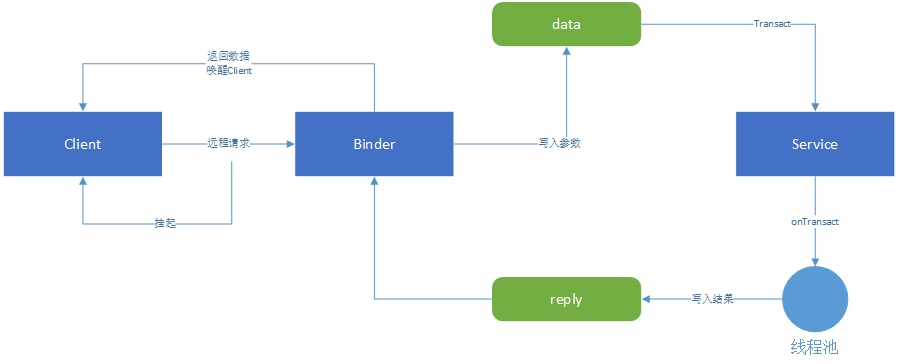 data
Transact
返回数据
唤醒Client
Client
远程请求
Binder
写入参数
Service
挂起
onTransact
reply
写入结果
线程池